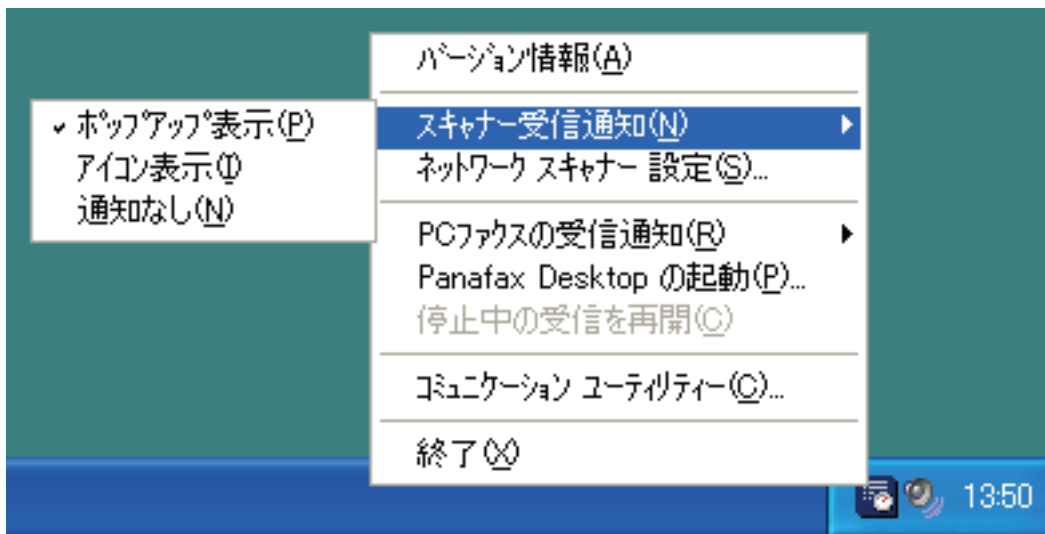 バージョン情報(A)
スキャナー受信通知(N)
ポップアップ表示(P)
アイコン表示(I)
通知なし(N)
ネットワーク スキャナー 設定(S)...
PCファクスの受信通知(R)
Panafax Desktop の起動(P)...
停止中の受信を再開(C)
コミュニケーション ユーティリティー(C)...
終了(X)
13:50